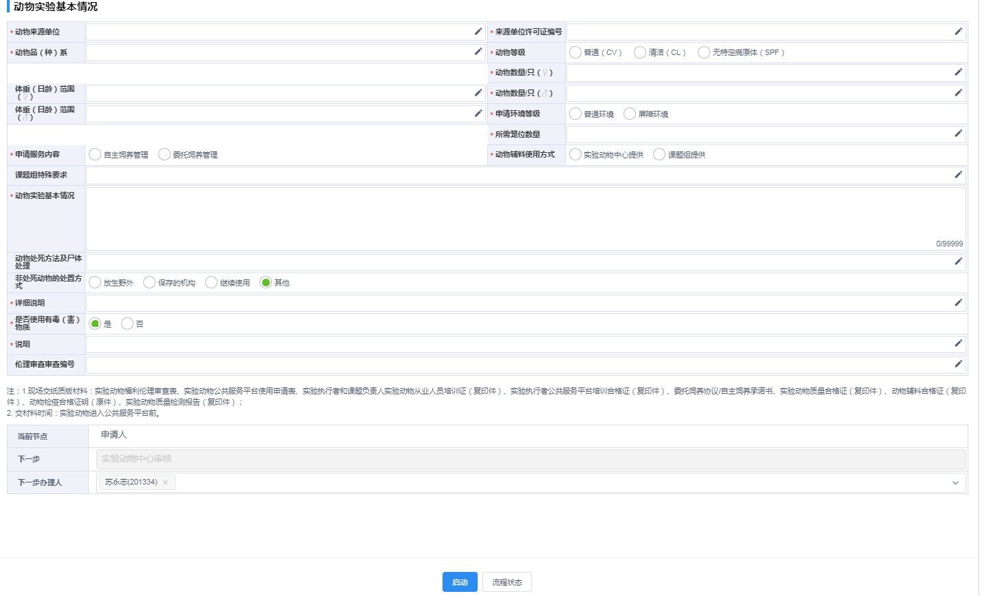 动物实验基本情况
* 动物来源单位
* 来源单位许可证编号
* 动物品（种）系
* 动物等级 普通（CV） 清洁（CL） 无特定病原体（SPF）
* 动物数量/只（♀）
体重（日龄）范围
（♀）
* 动物数量/只（♂）
体重（日龄）范围
（♂）
* 申请环境等级 普通环境 屏障环境
* 所需笼位数量
* 申请服务内容 自主饲养管理 委托饲养管理
* 动物辅料使用方式 实验动物中心提供 课题组提供
课题组特殊要求
* 动物实验基本情况
0/99999
动物处死方法及尸体
处理
非处死动物的处置方
式
放生野外 保存的机构 继续使用 其他
* 详细说明
* 是否使用有毒（害）
物质
是 否
* 说明
伦理审查审查编号
注：1.现场交纸质版材料：实验动物福利伦理审查表、实验动物公共服务平台使用申请表、实验执行者和课题负责人实验动物从业人员培训证（复印件）、实验执行者公共服务平台培训合格证（复印件）、委托饲养协议/自主饲养承诺书、实验动物质量合格证（复印件）、动物辅料合格证（复印
件）、动物检疫合格证明（原件）、实验动物质量检测报告（复印件）；
2. 交材料时间：实验动物进入公共服务平台前。
当前节点 申请人
下一步 实验动物中心审核
下一步办理人 苏永志(201334) ×
启动 流程状态